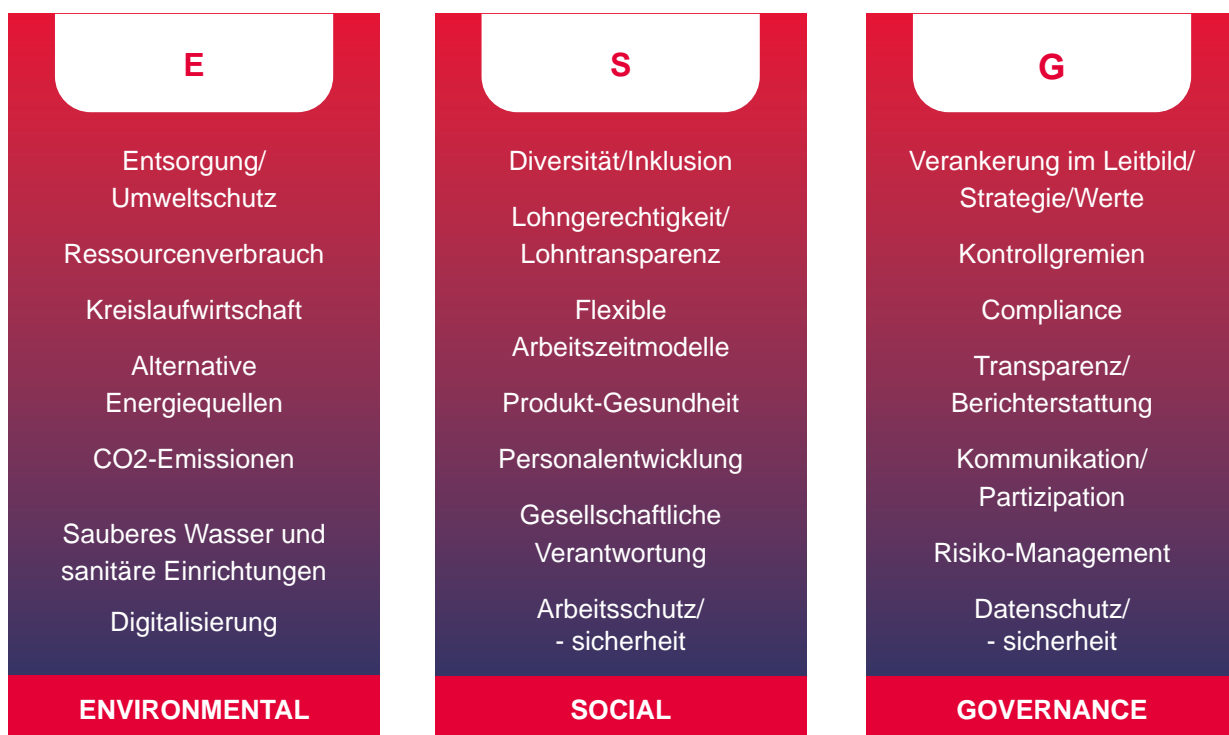 E
Entsorgung/
Umweltschutz
Ressourcenverbrauch
Kreislaufwirtschaft
Alternative
Energiequellen
CO2-Emissionen
Sauberes Wasser und
sanitäre Einrichtungen
Digitalisierung
ENVIRONMENTAL
S
Diversität/Inklusion
Lohngerechtigkeit/
Lohntransparenz
Flexible
Arbeitszeitmodelle
Produkt-Gesundheit
Personalentwicklung
Gesellschaftliche
Verantwortung
Arbeitsschutz/
- sicherheit
SOCIAL
G
Verankerung im Leitbild/
Strategie/Werte
Kontrollgremien
Compliance
Transparenz/
Berichterstattung
Kommunikation/
Partizipation
Risiko-Management
Datenschutz/
- sicherheit
GOVERNANCE